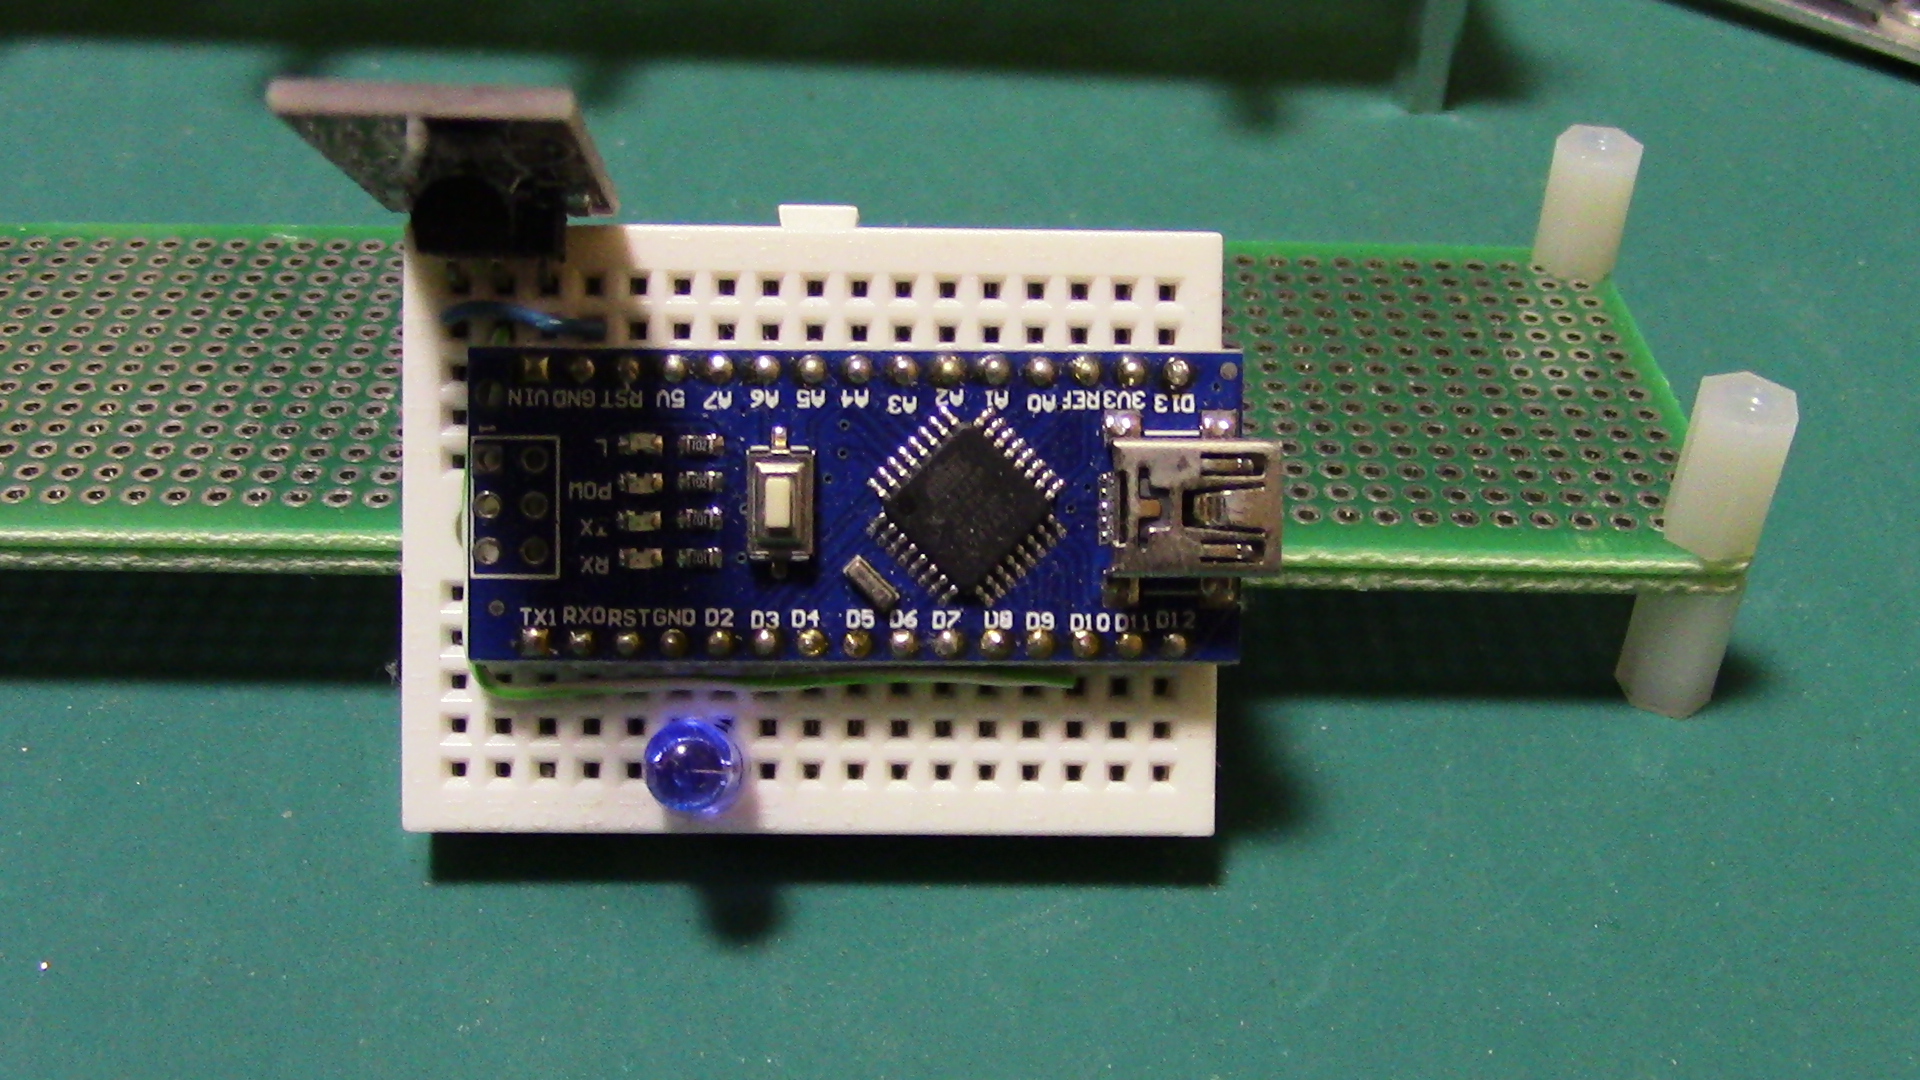 VIN GND RST 5V A7 A6 A5 A4 A3 A2 A1 A0 REF 3V3 D13
1
L
POW
TX
RX
TX1 RX0 RST GND D2 D3 D4 D5 D6 D7 D8 D9 D10 D11 D12